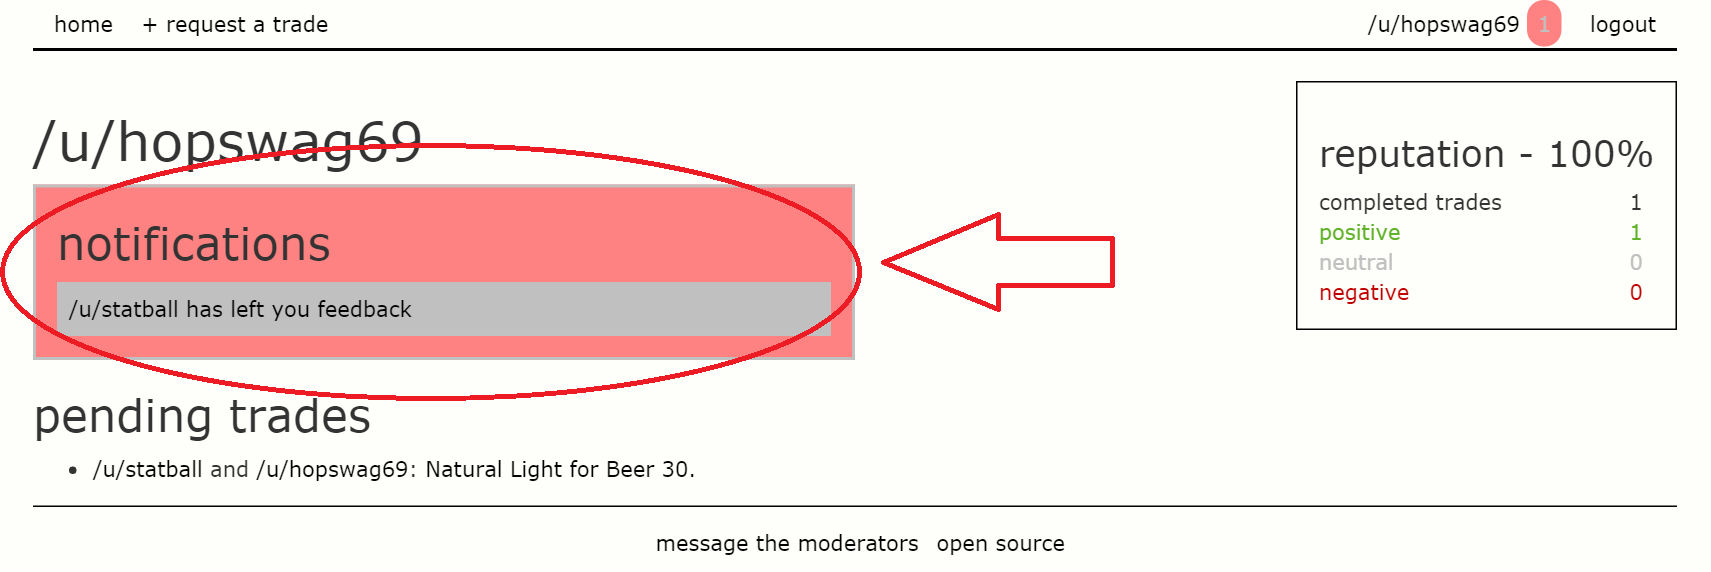 home + request a trade /u/hopswag69 1 logout
/u/hopswag69
notifications
/u/statball has left you feedback
pending trades
• /u/statball and /u/hopswag69: Natural Light for Beer 30.
reputation - 100%
completed trades 1
positive 1
neutral 0
negative 0
message the moderators open source